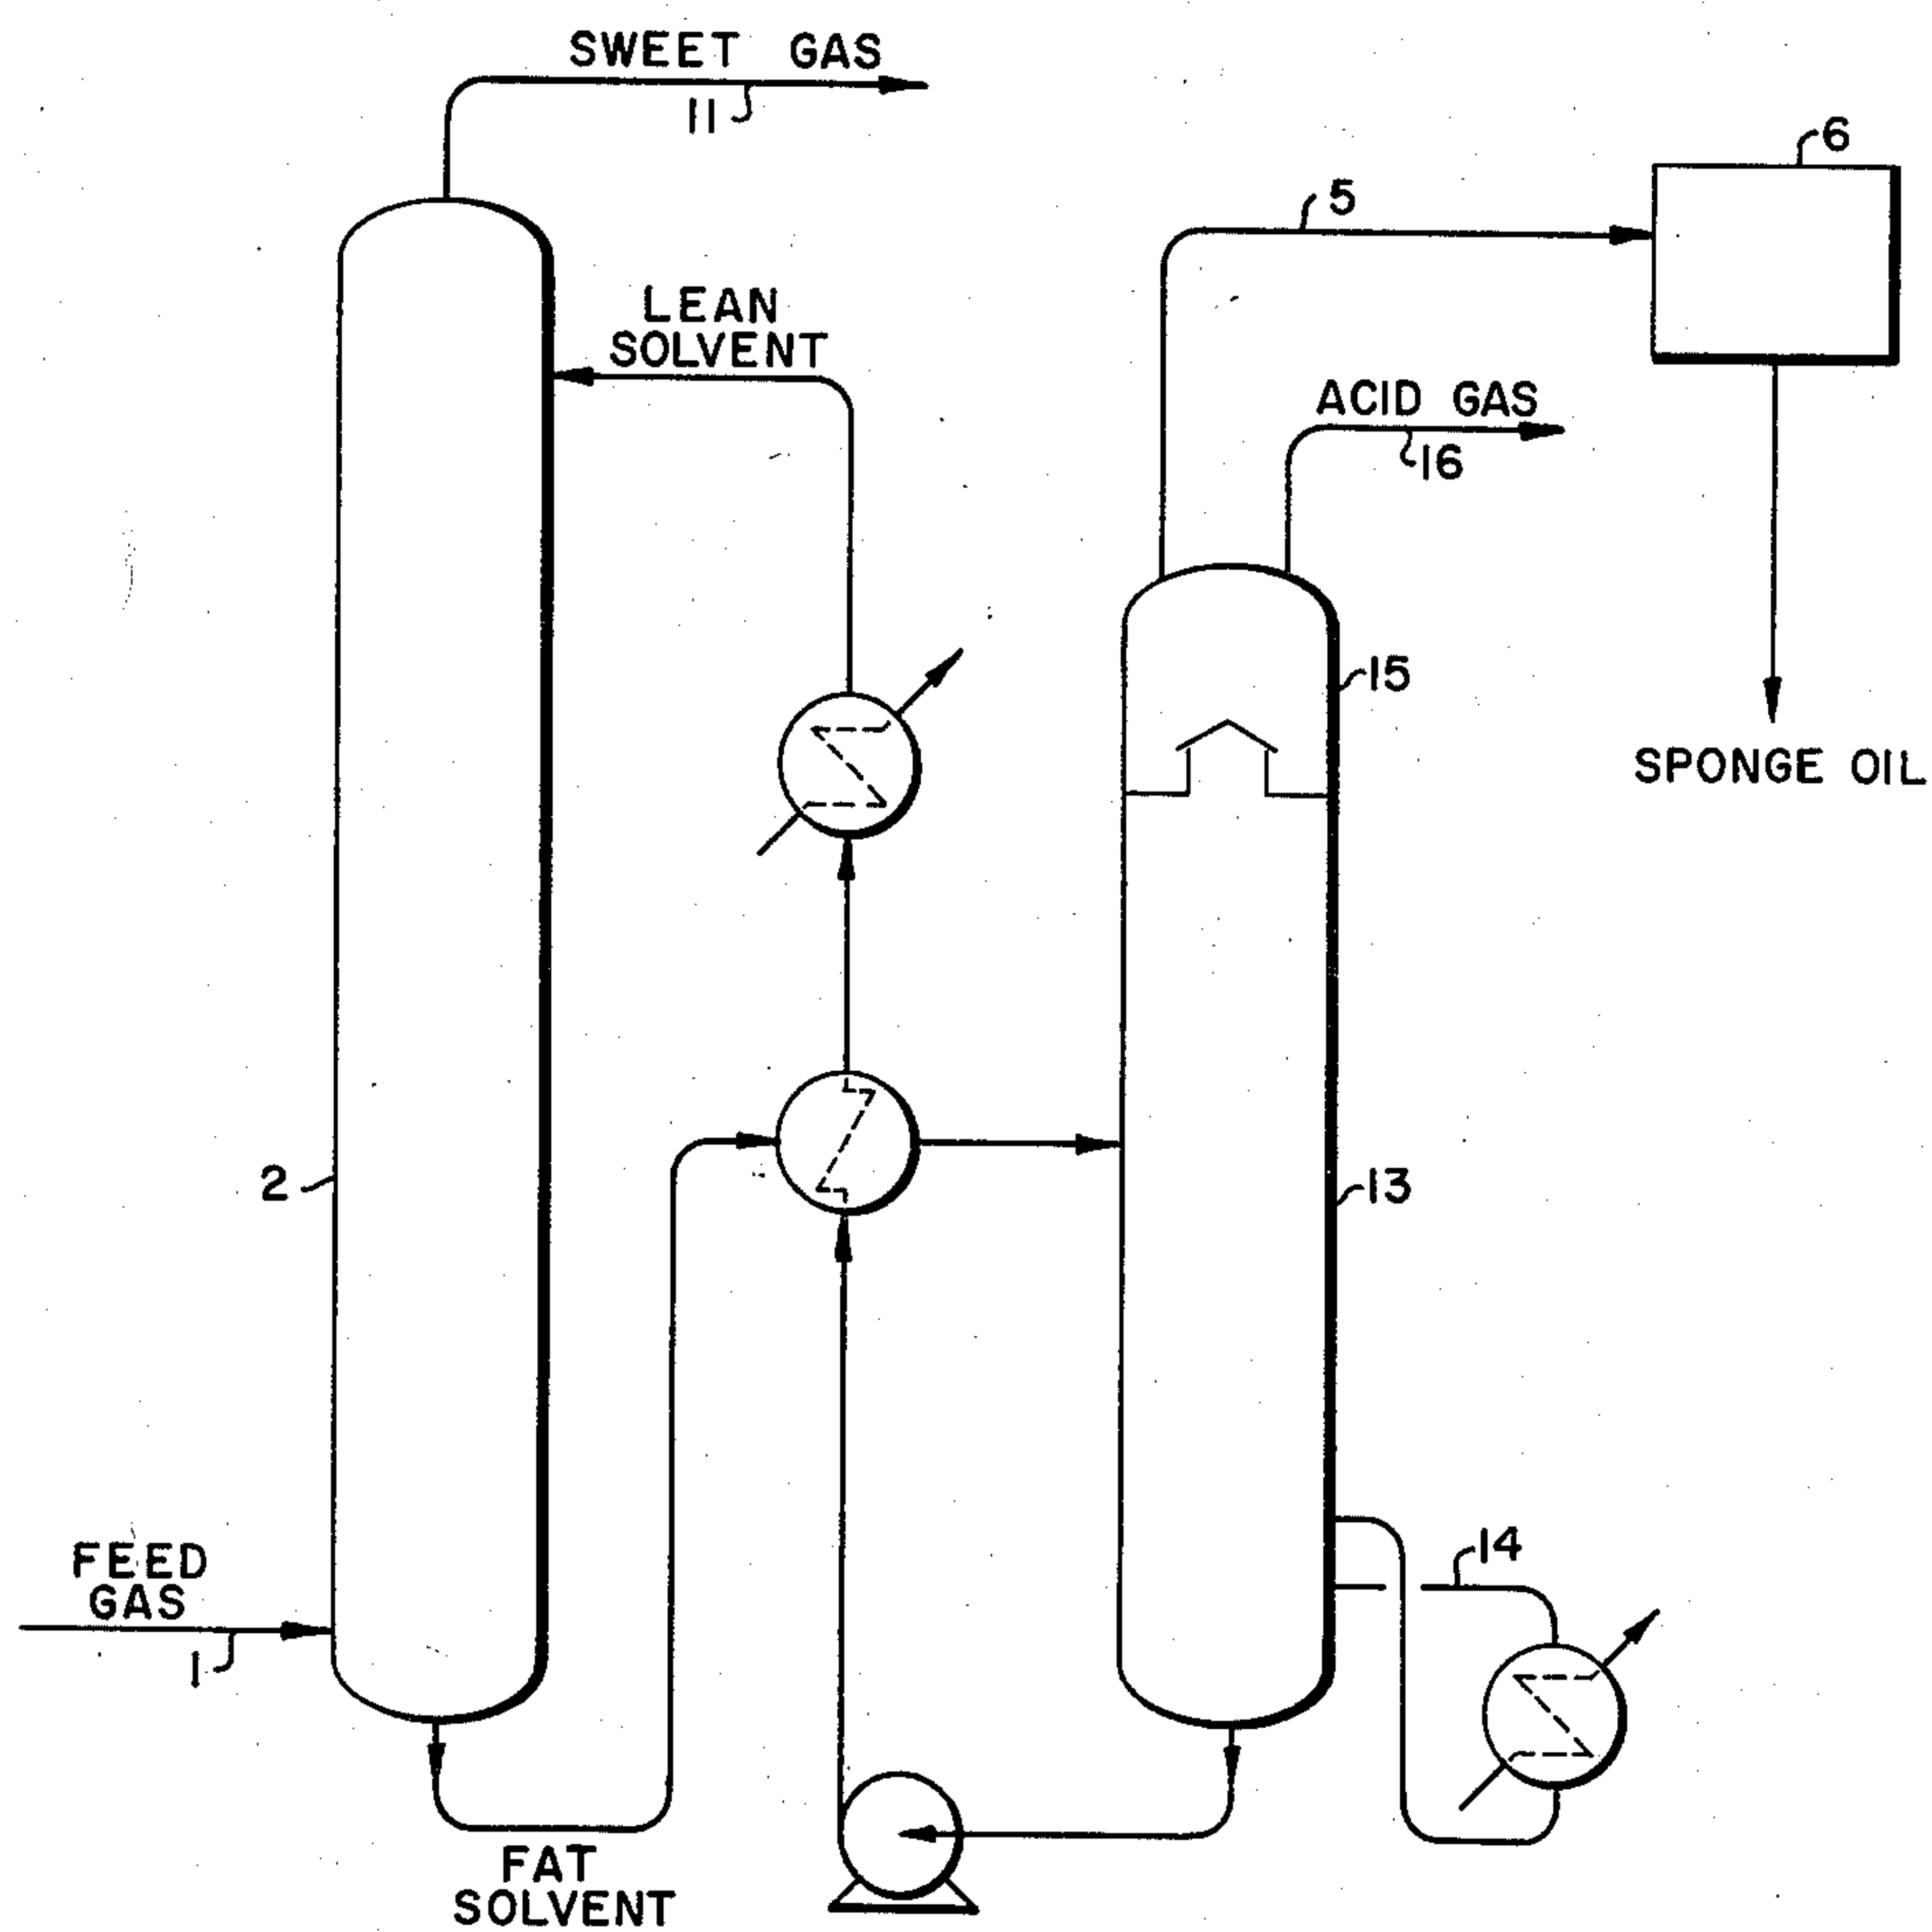 SWEET GAS
11
6
5
LEAN
SOLVENT
ACID GAS
16
15
SPONGE OIL
2
13
FEED
GAS
1
14
FAT
SOLVENT